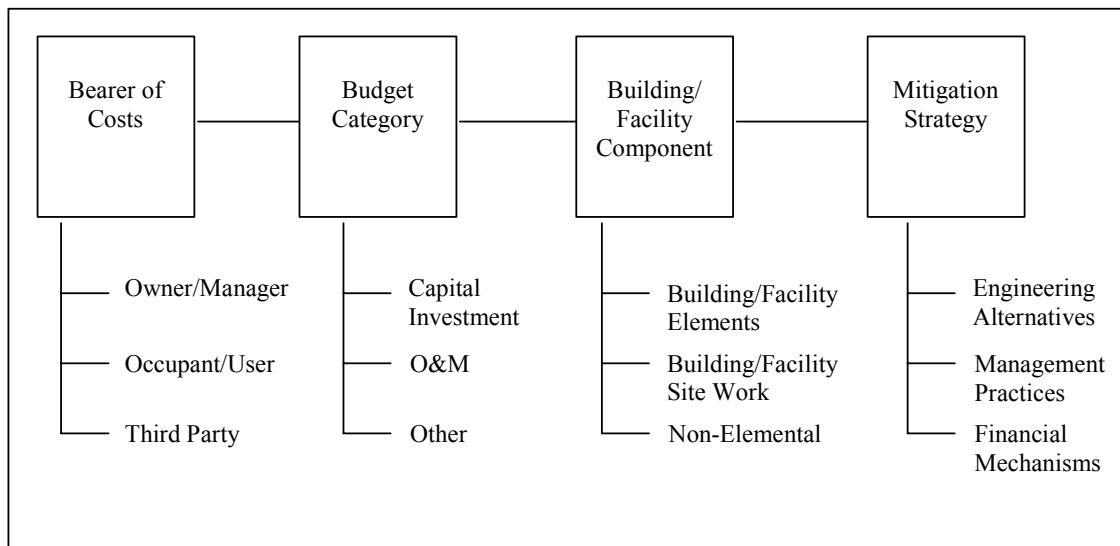 Bearer of
Costs
Budget
Category
Building/
Facility
Component
Mitigation
Strategy
Owner/Manager
Occupant/User
Third Party
Capital
Investment
O&M
Other
Building/Facility
Elements
Building/Facility
Site Work
Non-Elemental
Engineering
Alternatives
Management
Practices
Financial
Mechanisms